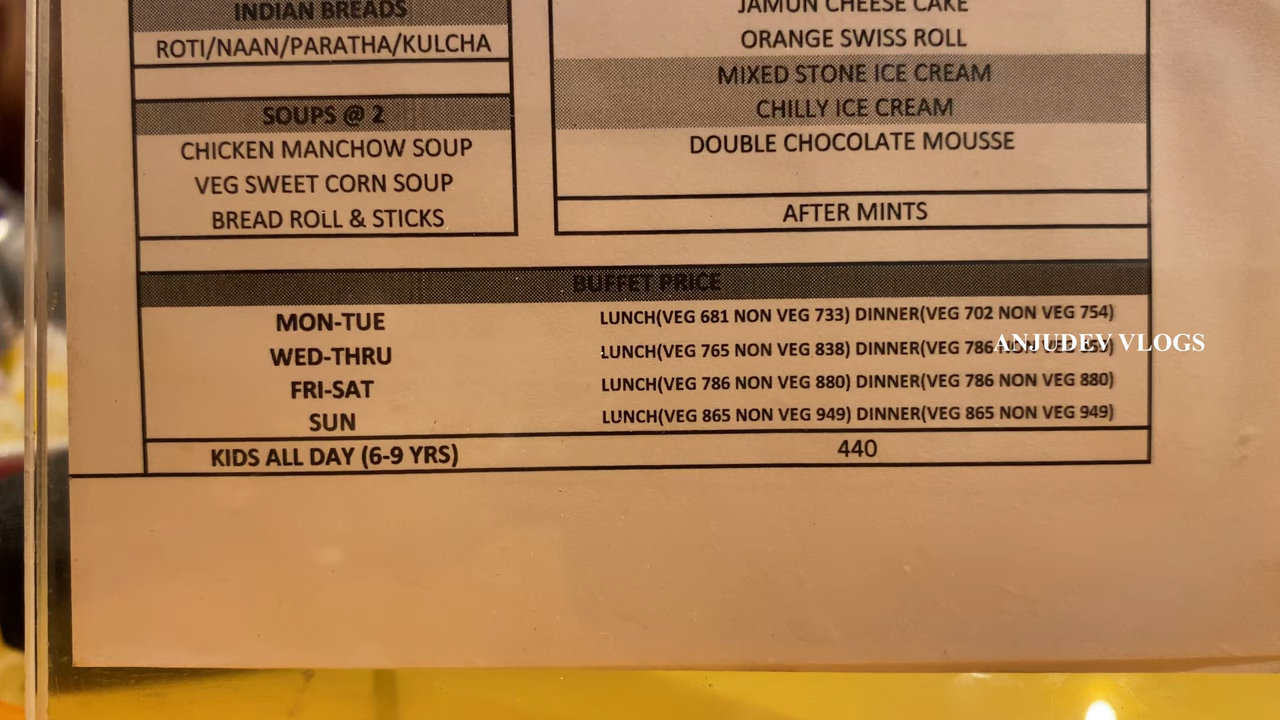 INDIAN BREADS
ROTI/NAAN/PARATHA/KULCHA
SOUPS @ 2
CHICKEN MANCHOW SOUP
VEG SWEET CORN SOUP
BREAD ROLL & STICKS
JAMUN CHEESE CAKE
ORANGE SWISS ROLL
MIXED STONE ICE CREAM
CHILLY ICE CREAM
DOUBLE CHOCOLATE MOUSSE
AFTER MINTS
BUFFET PRICE
MON-TUE LUNCH(VEG 681 NON VEG 733) DINNER(VEG 702 NON VEG 754)
WED-THRU LUNCH(VEG 765 NON VEG 838) DINNER(VEG 786
ANJUDEV VLOGS
FRI-SAT LUNCH(VEG 786 NON VEG 880) DINNER(VEG 786 NON VEG 880)
SUN LUNCH(VEG 865 NON VEG 949) DINNER(VEG 865 NON VEG 949)
KIDS ALL DAY (6-9 YRS) 440